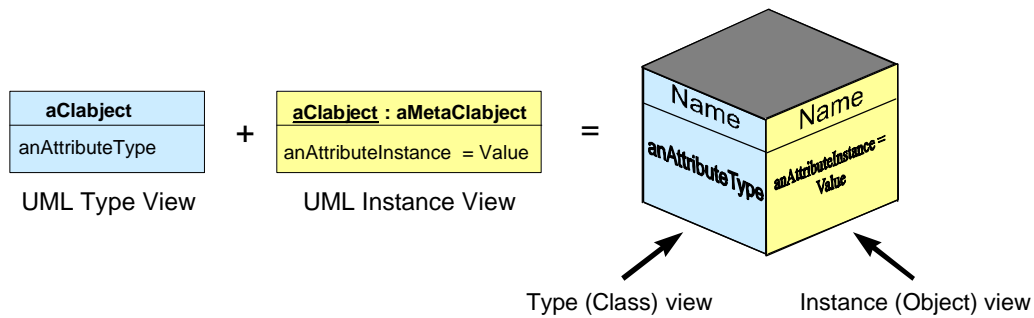 aClabject
anAttributeType
UML Type View
+
aClabject : aMetaClabject
anAttributeInstance = Value
UML Instance View
=
Name
anAttributeType
Name
anAttributeInstance =
Value
Type (Class) view
Instance (Object) view